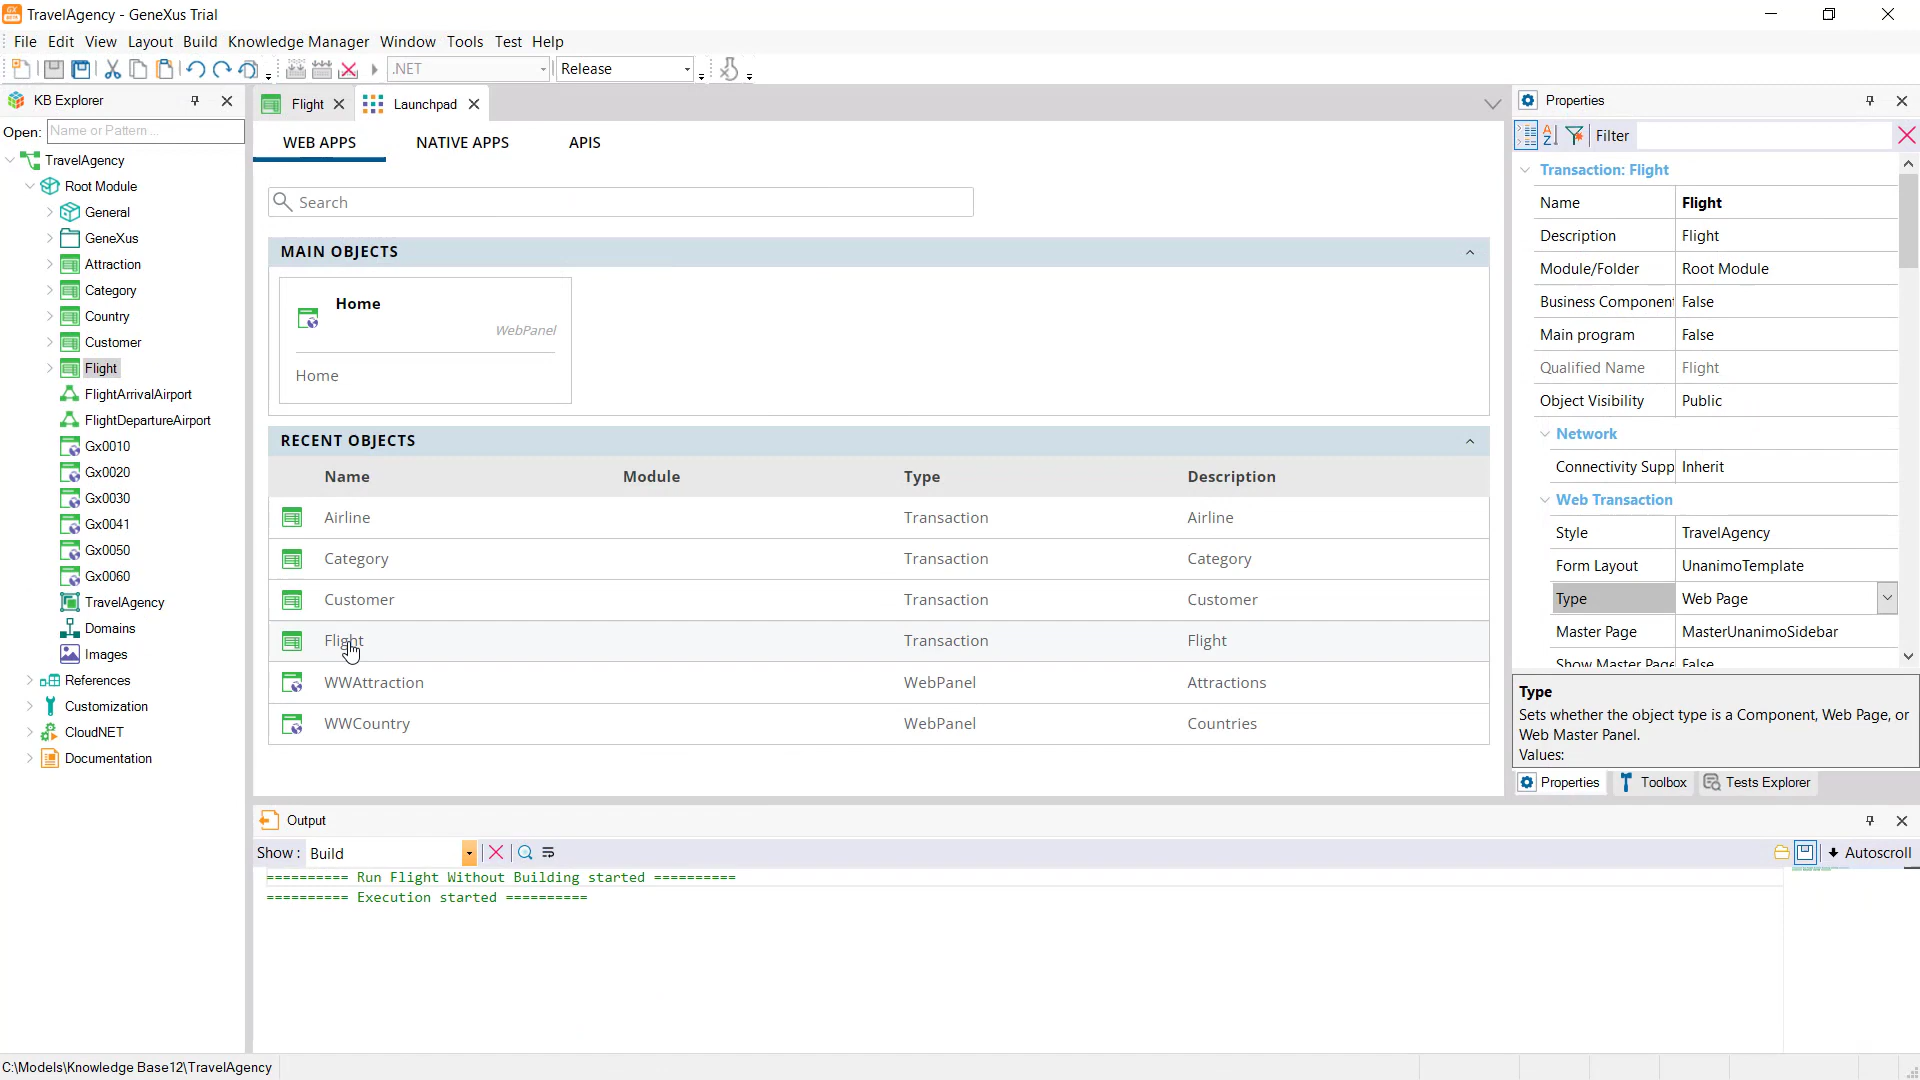 TravelAgency - GeneXus Trial
File Edit View Layout Build Knowledge Manager Window Tools Test Help
.NET Release
KB Explorer
Open: Name or Pattern ...
TravelAgency
Root Module
General
GeneXus
Attraction
Category
Country
Customer
Flight
FlightArrivalAirport
FlightDepartureAirport
Gx0010
Gx0020
Gx0030
Gx0041
Gx0050
Gx0060
TravelAgency
Domains
Images
References
Customization
CloudNET
Documentation
Flight Launchpad
WEB APPS NATIVE APPS APIS
Search
MAIN OBJECTS
Home
WebPanel
Home
RECENT OBJECTS
Name Module Type Description
Airline Transaction Airline
Category Transaction Category
Customer Transaction Customer
Flight Transaction Flight
WWAttraction WebPanel Attractions
WWCountry WebPanel Countries
Output
Show : Build Autoscroll
========== Run Flight Without Building started ==========
========== Execution started ==========
Properties
Filter
Transaction: Flight
Name Flight
Description Flight
Module/Folder Root Module
Business Component False
Main program False
Qualified Name Flight
Object Visibility Public
Network
Connectivity Supp Inherit
Web Transaction
Style TravelAgency
Form Layout UnanimoTemplate
Type Web Page
Master Page MasterUnanimoSidebar
Show Master Page False
Type
Sets whether the object type is a Component, Web Page, or
Web Master Panel.
Values:
Properties Toolbox Tests Explorer
C:\Models\Knowledge Base12\TravelAgency